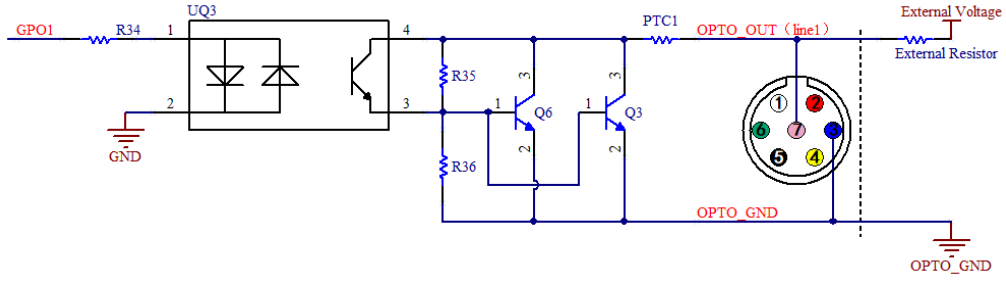 UQ3
PTC1
External Voltage
GPO1
R34
1
4
OPTO_OUT（line1）
External Resistor
R35
3
3
1
2
2
3
1
Q6
1
Q3
6
7
3
GND
R36
2
2
5
4
OPTO_GND
OPTO_GND